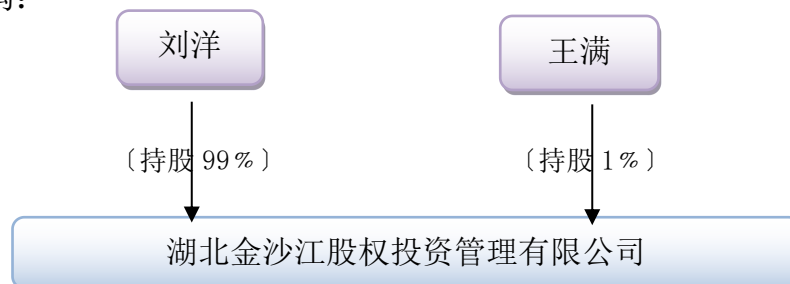 构：
刘洋
王满
〔持股 99％〕
〔持股 1％〕
湖北金沙江股权投资管理有限公司